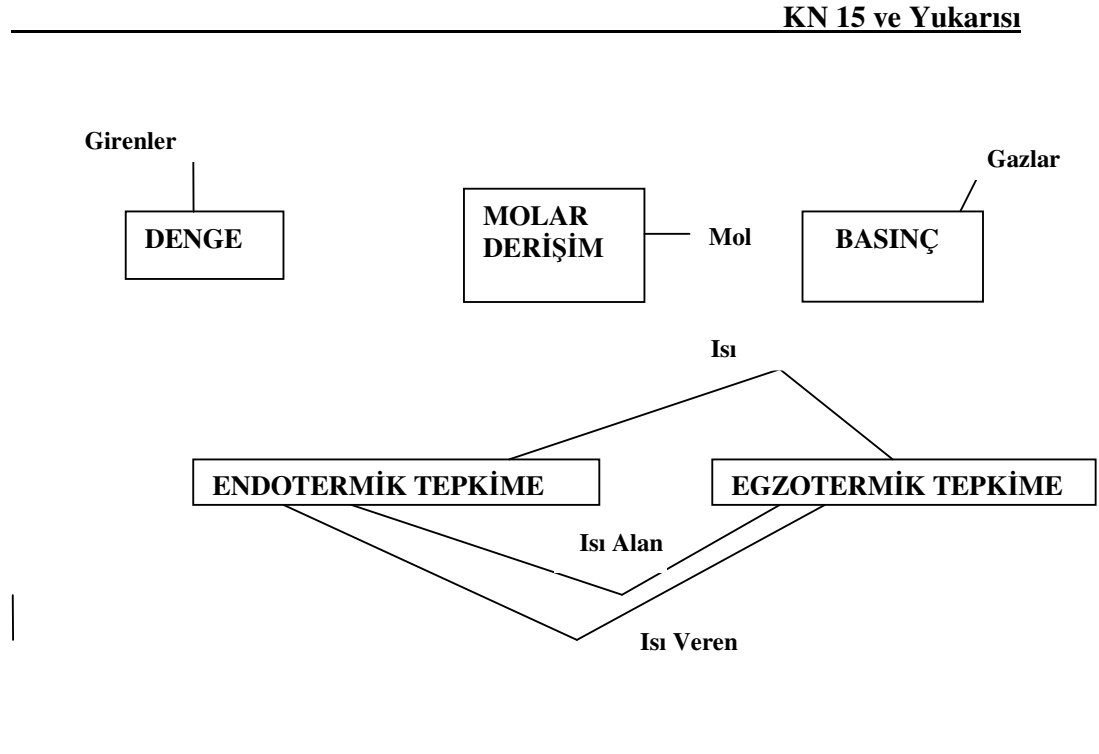 KN 15 ve Yukarısı
Girenler
Gazlar
DENGE
MOLAR
DERİŞİM
Mol
BASINÇ
Isı
ENDOTERMİK TEPKİME
EGZOTERMİK TEPKİME
Isı Alan
Isı Veren